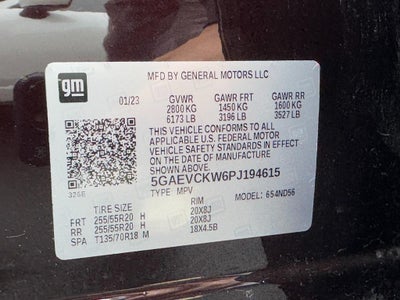 gm
MFD BY GENERAL MOTORS LLC
01/23 GVWR GAWR FRT GAWR RR
2800 KG 1450 KG 1600 KG
6173 LB 3196 LB 3527 LB
THIS VEHICLE CONFORMS TO ALL
APPLICABLE U.S. FEDERAL MOTOR
VEHICLE SAFETY STANDARDS IN EFFECT
ON THE DATE OF MANUFACTURE
SHOWN ABOVE.
5GAEVCKW6PJ194615
326E TYPE: MPV MODEL: 654ND56
TIRE SIZE RIM
FRT 255/55R20 H 20X8J
RR 255/55R20 H 20X8J
SPA T135/70R18 M 18X4.5B